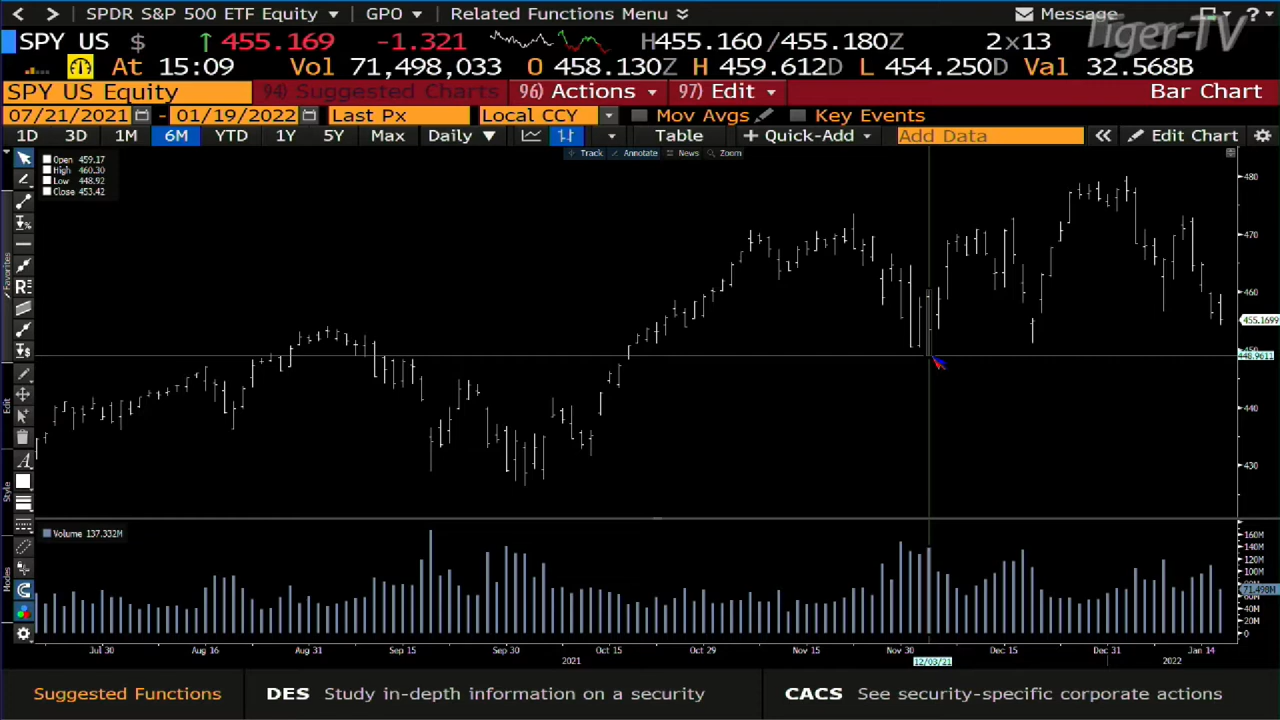 SPDR S&P 500 ETF Equity GPO Related Functions Menu Message ?
Tiger-TV
SPY US $ ↑ 455.169 -1.321 H455.160/455.180Z 2x13
At 15:09 Vol 71,498,033 O 458.130Z H 459.612D L 454.250D Val 32.568B
SPY US Equity 94) Suggested Charts 96) Actions 97) Edit Bar Chart
07/21/2021 - 01/19/2022 Last Px Local CCY Mov Avgs Key Events
1D 3D 1M 6M YTD 1Y 5Y Max Daily ▼ Table + Quick-Add Add Data « Edit Chart
Track Annotate News Zoom
Open 459.17
High 460.30
Low 448.92
Close 453.42
480
470
460
455.1699
450
448.9611
440
430
Favorites
Edit
Style
Modes
Volume 137.332M
160M
140M
120M
100M
71.498M
60M
40M
20M
0
Jul 30 Aug 16 Aug 31 Sep 15 Sep 30 Oct 15 Oct 29 Nov 15 Nov 30 Dec 15 Dec 31 Jan 14
2021 12/03/21 2022
Suggested Functions DES Study in-depth information on a security CACS See security-specific corporate actions